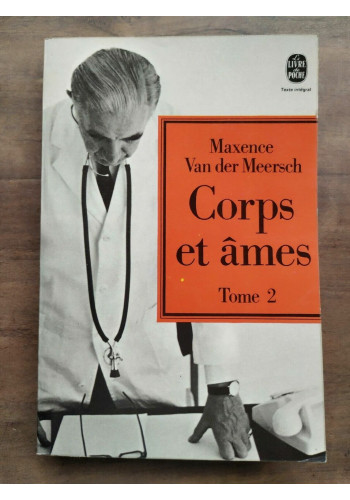 Le
LIVRE
de
POCHE
Texte intégral
Maxence
Van der Meersch
Corps
et âmes
Tome 2